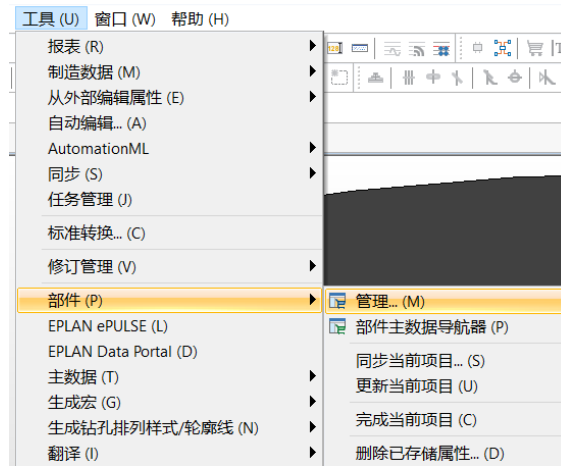 工具 (U) 窗口 (W) 帮助 (H)
报表 (R)
制造数据 (M)
从外部编辑属性 (E)
自动编辑... (A)
AutomationML
同步 (S)
任务管理 (J)
标准转换... (C)
修订管理 (V)
部件 (P)
EPLAN ePULSE (L)
EPLAN Data Portal (D)
主数据 (T)
生成宏 (G)
生成钻孔排列样式/轮廓线 (N)
翻译 (I)
管理... (M)
部件主数据导航器 (P)
同步当前项目... (S)
更新当前项目 (U)
完成当前项目 (C)
删除已存储属性... (D)